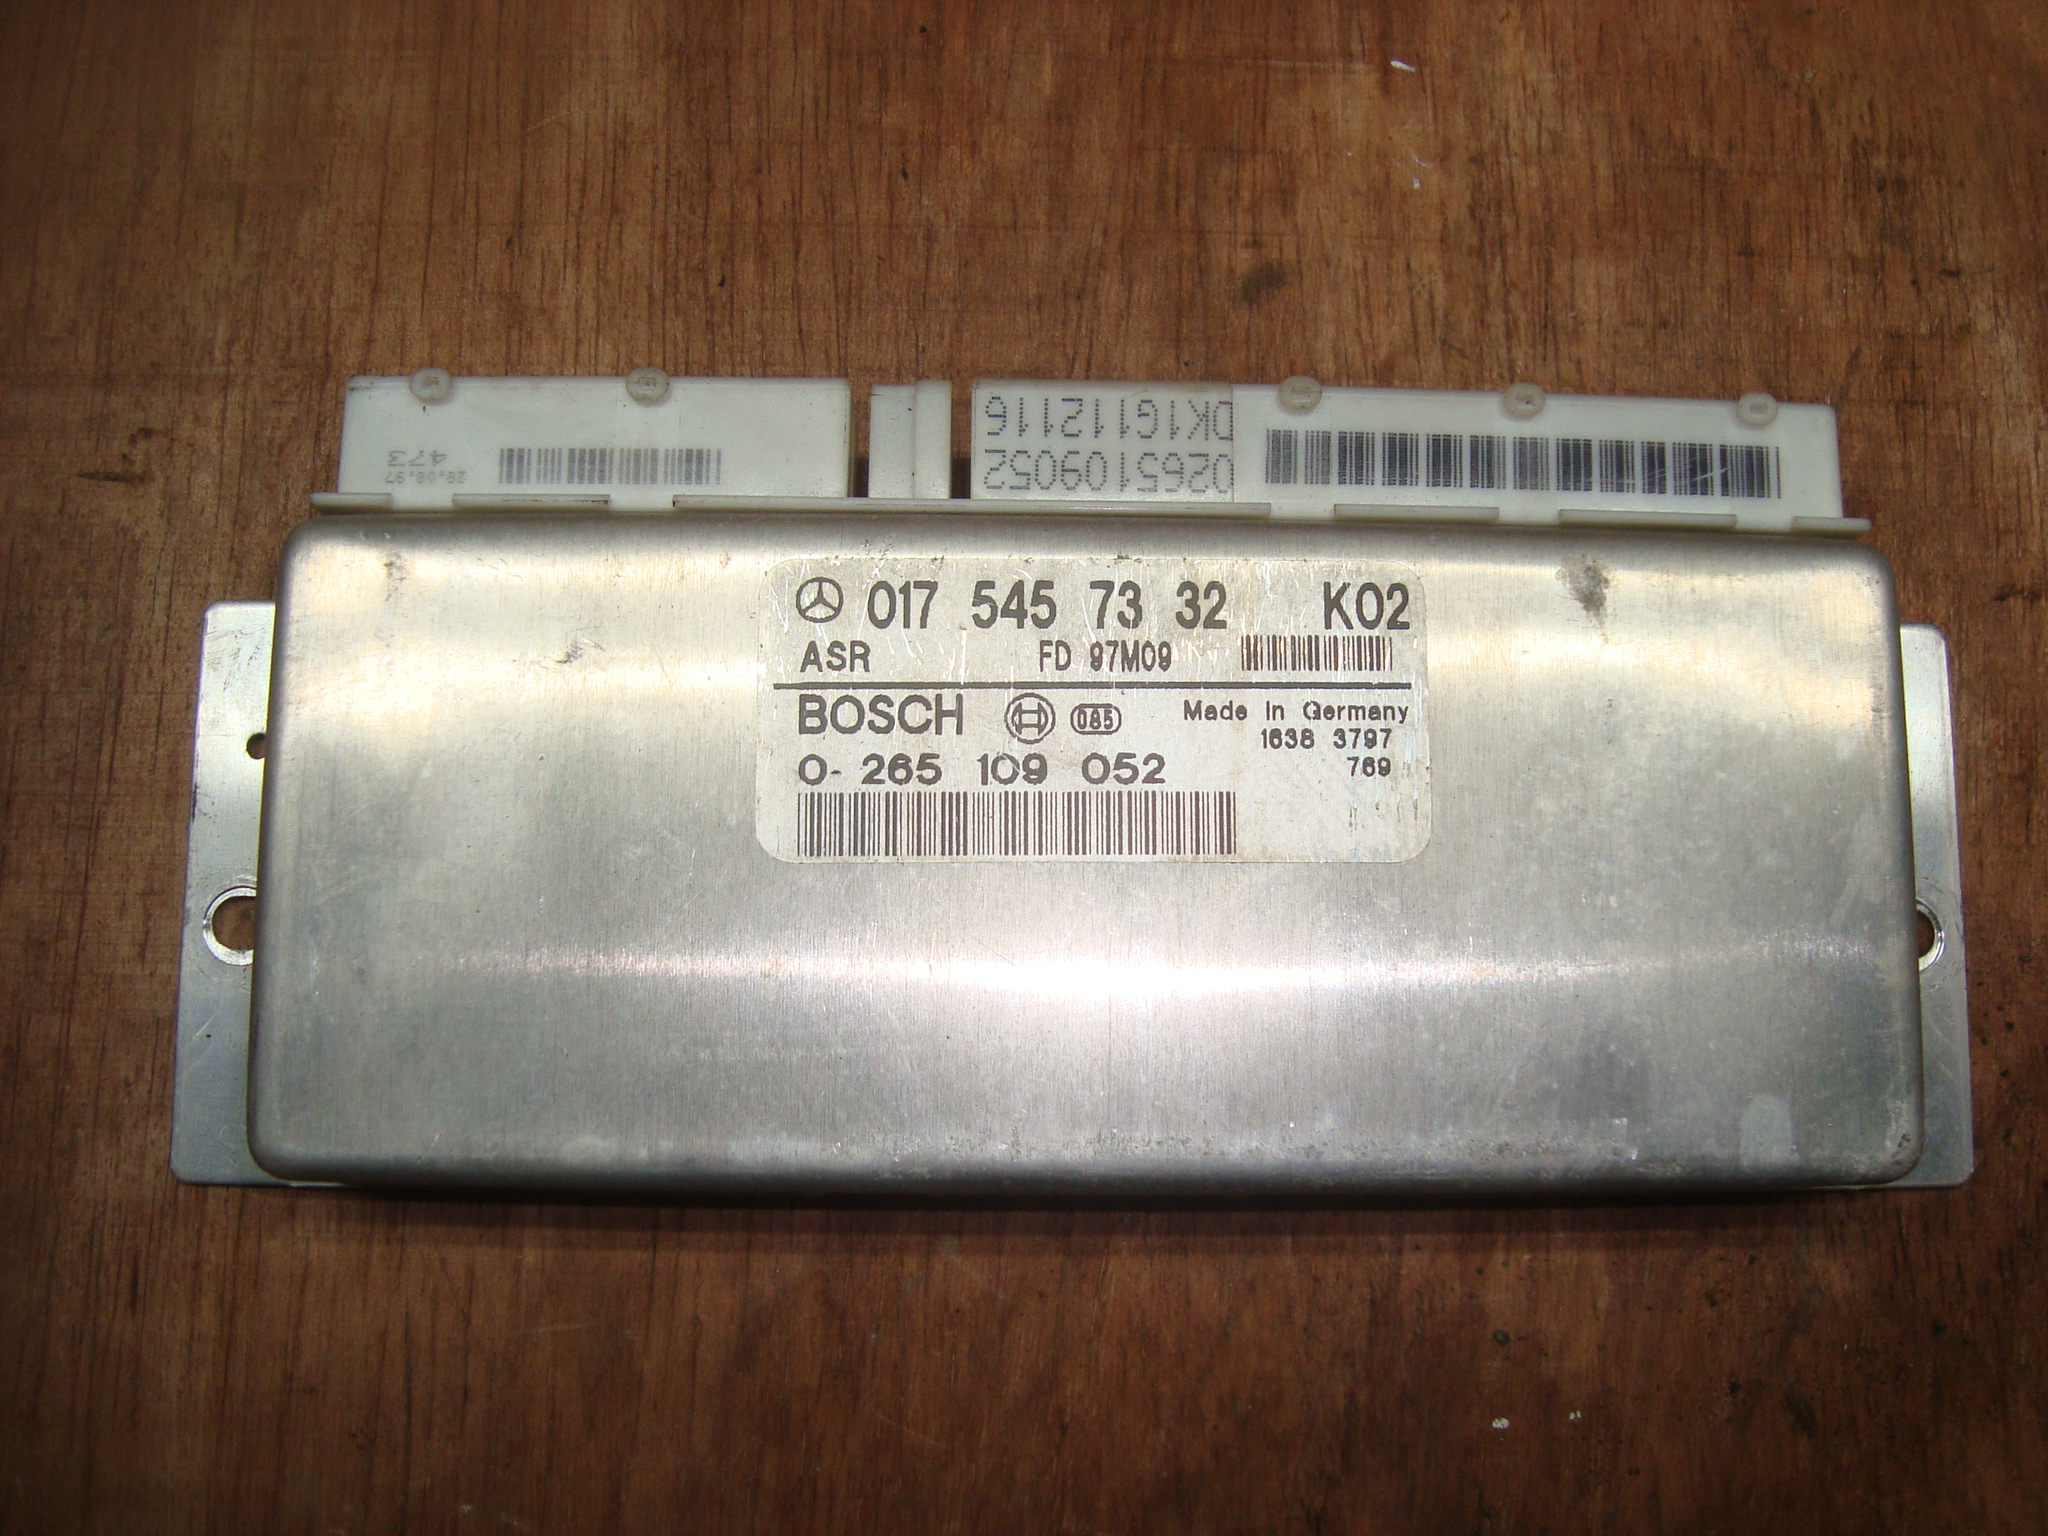 28.08.97
473
DK1G112116
0265109052
017 545 73 32 K02
ASR FD 97M09
BOSCH 085 Made in Germany
1638 3797
0 265 109 052 769